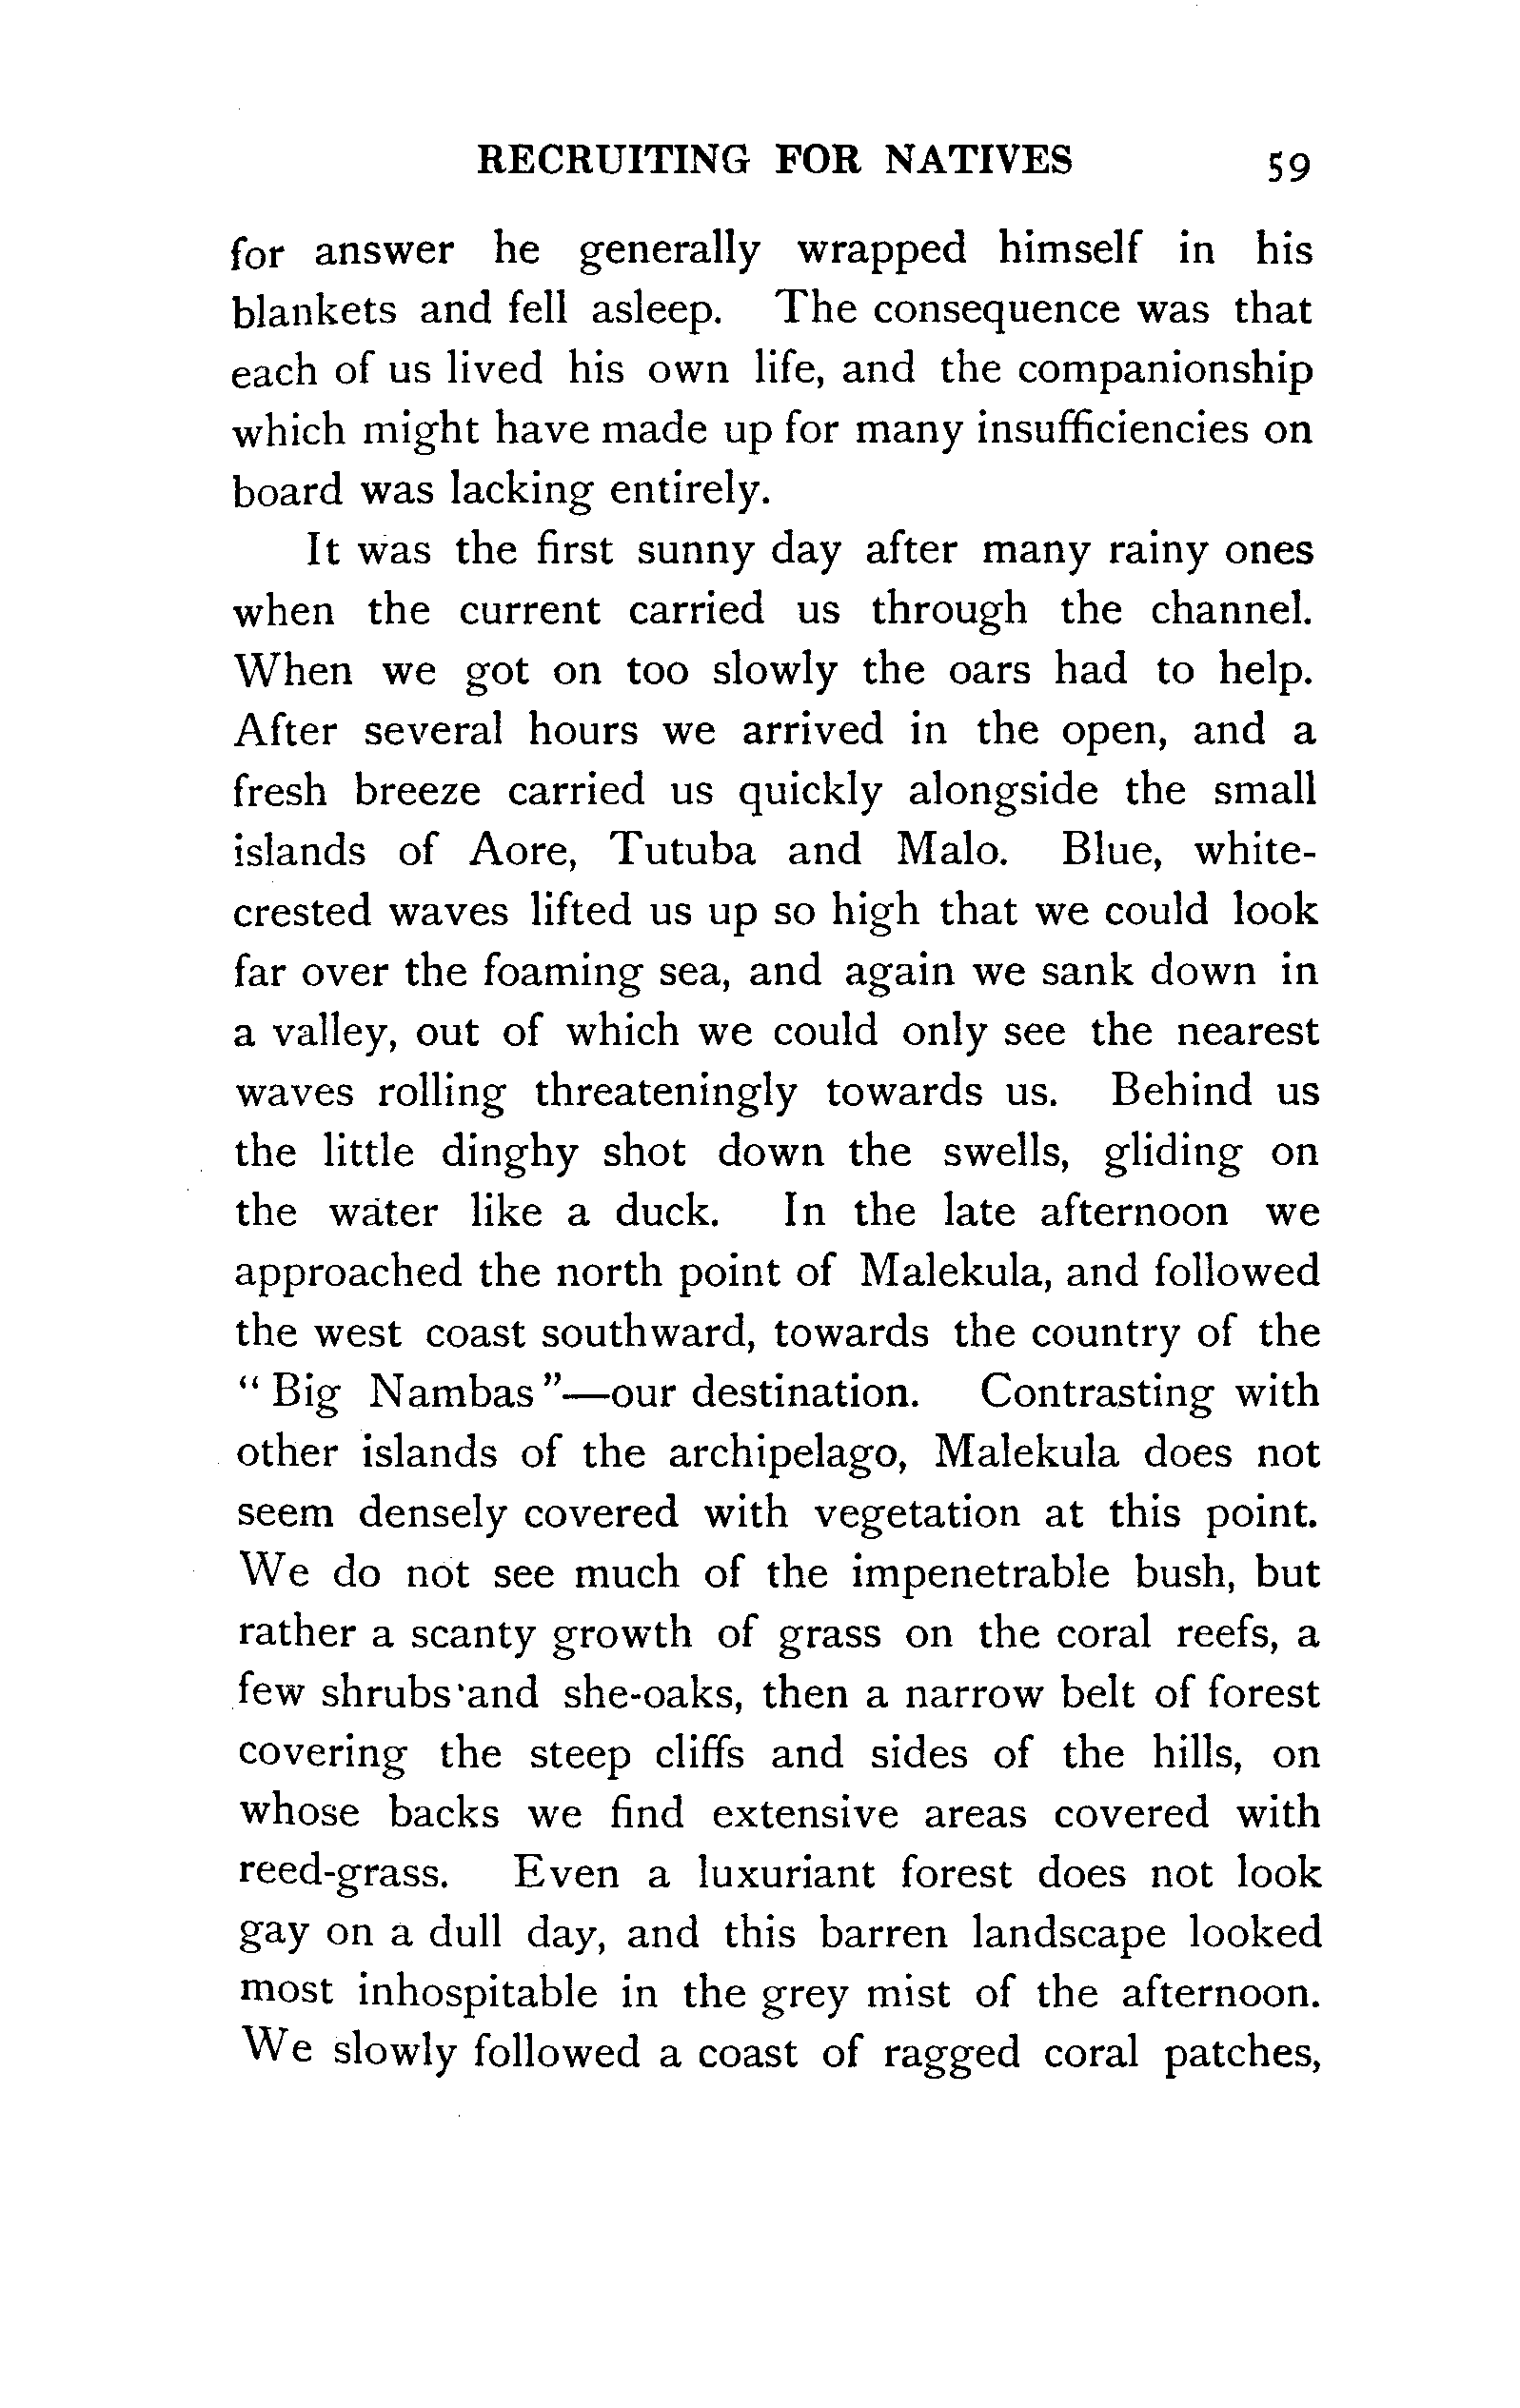 RECRUITING FOR NATIVES 59
for answer he generally wrapped himself in his
blankets and fell asleep. The consequence was that
each of us lived his own life, and the companionship
which might have made up for many insufficiencies on
board was lacking entirely.
It was the first sunny day after many rainy ones
when the current carried us through the channel.
When we got on too slowly the oars had to help.
After several hours we arrived in the open, and a
fresh breeze carried us quickly alongside the small
islands of Aore, Tutuba and Malo. Blue, white-
crested waves lifted us up so high that we could look
far over the foaming sea, and again we sank down in
a valley, out of which we could only see the nearest
waves rolling threateningly towards us. Behind us
the little dinghy shot down the swells, gliding on
the water like a duck. In the late afternoon we
approached the north point of Malekula, and followed
the west coast southward, towards the country of the
“Big Nambas”—our destination. Contrasting with
other islands of the archipelago, Malekula does not
seem densely covered with vegetation at this point.
We do not see much of the impenetrable bush, but
rather a scanty growth of grass on the coral reefs, a
few shrubs and she-oaks, then a narrow belt of forest
covering the steep cliffs and sides of the hills, on
whose backs we find extensive areas covered with
reed-grass. Even a luxuriant forest does not look
gay on a dull day, and this barren landscape looked
most inhospitable in the grey mist of the afternoon.
We slowly followed a coast of ragged coral patches,